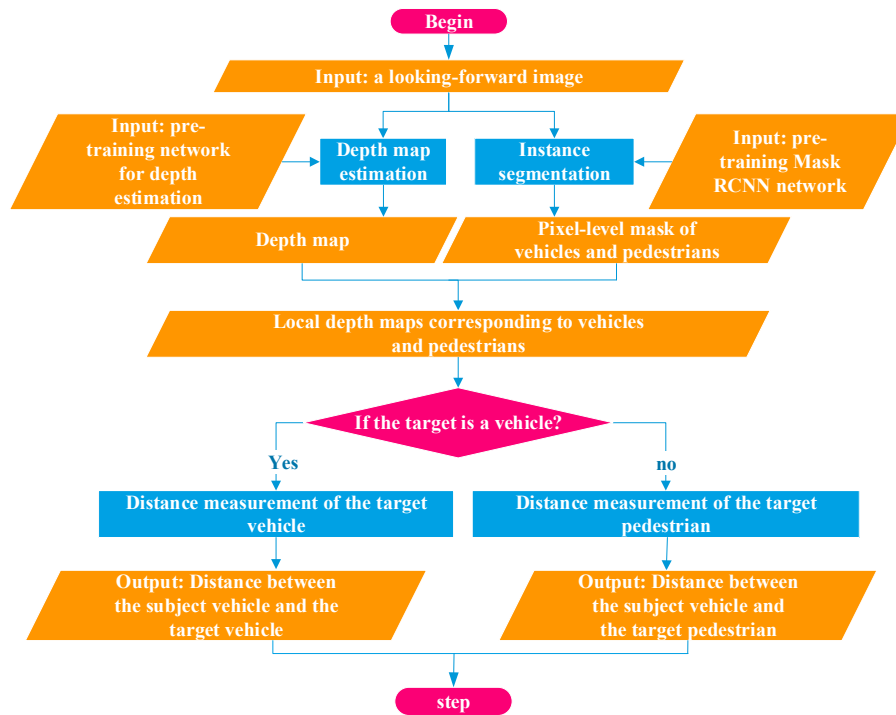 Begin
Input: a looking-forward image
Input: pre-
training network
for depth
estimation
Depth map
estimation
Instance
segmentation
Input: pre-
training Mask
RCNN network
Depth map
Pixel-level mask of
vehicles and pedestrians
Local depth maps corresponding to vehicles
and pedestrians
If the target is a vehicle?
Yes
no
Distance measurement of the target
vehicle
Distance measurement of the target
pedestrian
Output: Distance between
the subject vehicle and the
target vehicle
Output: Distance between
the subject vehicle and
the target pedestrian
step